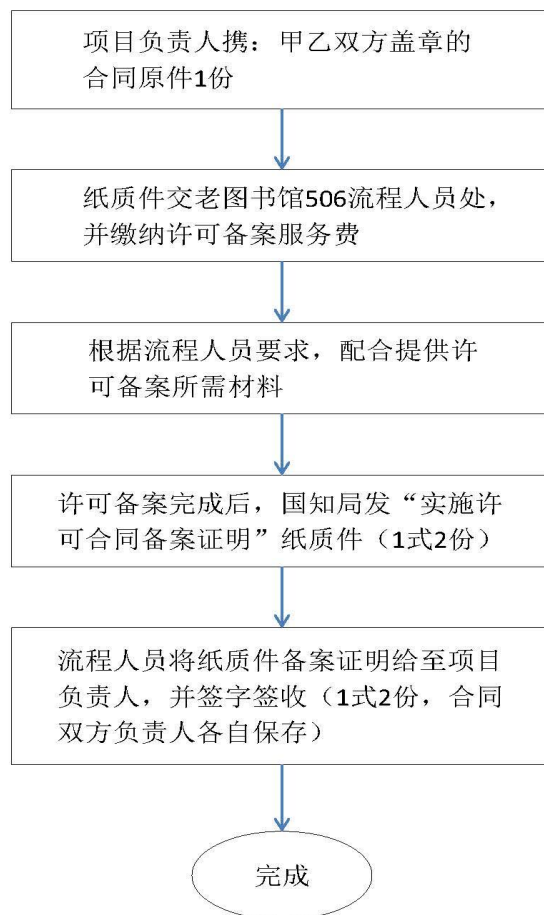 项目负责人携：甲乙双方盖章的
合同原件1份
纸质件交老图书馆506流程人员处，
并缴纳许可备案服务费
根据流程人员要求，配合提供许
可备案所需材料
许可备案完成后，国知局发“实施许
可合同备案证明”纸质件（1式2份）
流程人员将纸质件备案证明给至项目
负责人，并签字签收（1式2份，合同
双方负责人各自保存）
完成